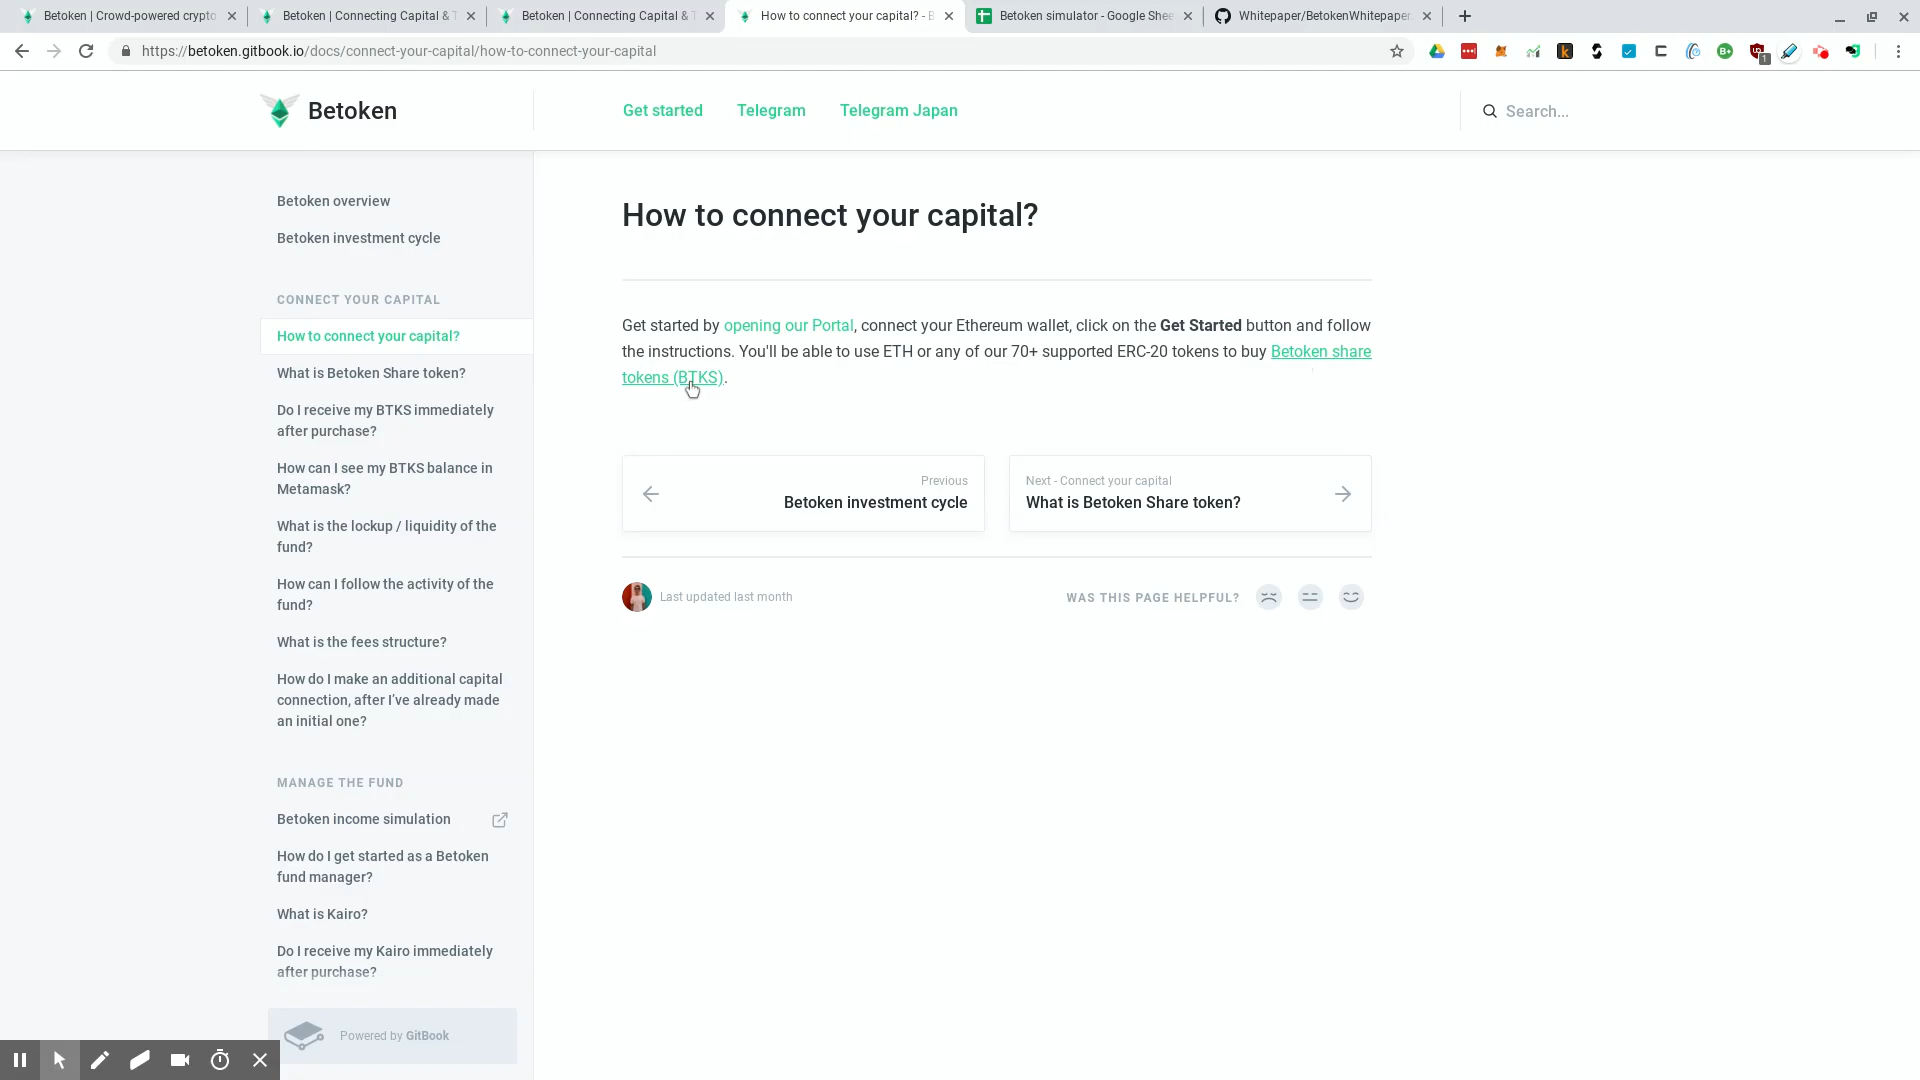 Betoken | Crowd-powered crypto
Betoken | Connecting Capital & T
Betoken | Connecting Capital & T
How to connect your capital? - B
Betoken simulator - Google Shee
Whitepaper/BetokenWhitepaper.
https://betoken.gitbook.io/docs/connect-your-capital/how-to-connect-your-capital
Betoken
Get started
Telegram
Telegram Japan
Search...
Betoken overview
Betoken investment cycle
CONNECT YOUR CAPITAL
How to connect your capital?
What is Betoken Share token?
Do I receive my BTKS immediately
after purchase?
How can I see my BTKS balance in
Metamask?
What is the lockup / liquidity of the
fund?
How can I follow the activity of the
fund?
What is the fees structure?
How do I make an additional capital
connection, after I've already made
an initial one?
MANAGE THE FUND
Betoken income simulation
How do I get started as a Betoken
fund manager?
What is Kairo?
Do I receive my Kairo immediately
after purchase?
Powered by GitBook
How to connect your capital?
Get started by opening our Portal, connect your Ethereum wallet, click on the Get Started button and follow
the instructions. You'll be able to use ETH or any of our 70+ supported ERC-20 tokens to buy Betoken share
tokens (BTKS).
Previous
Betoken investment cycle
Next - Connect your capital
What is Betoken Share token?
Last updated last month
WAS THIS PAGE HELPFUL?